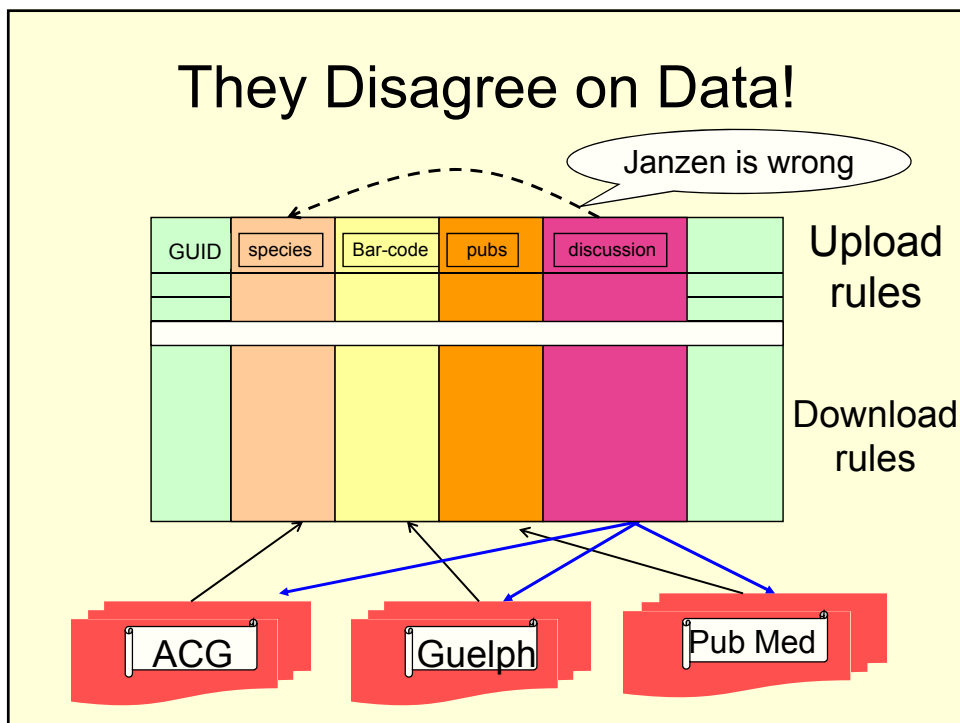 They Disagree on Data!
Janzen is wrong
GUID
species
Bar-code
pubs
discussion
Upload
rules
Download
rules
ACG
Guelph
Pub Med